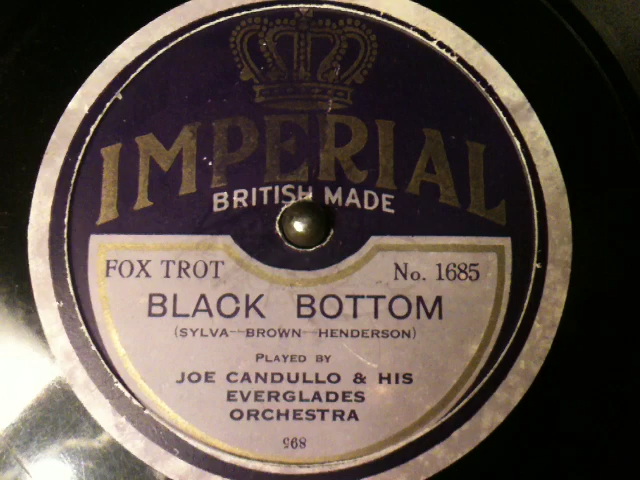 IMPERIAL
BRITISH MADE
FOX TROT No. 1685
BLACK BOTTOM
(SYLVA—BROWN—HENDERSON)
PLAYED BY
JOE CANDULLO & HIS
EVERGLADES
ORCHESTRA